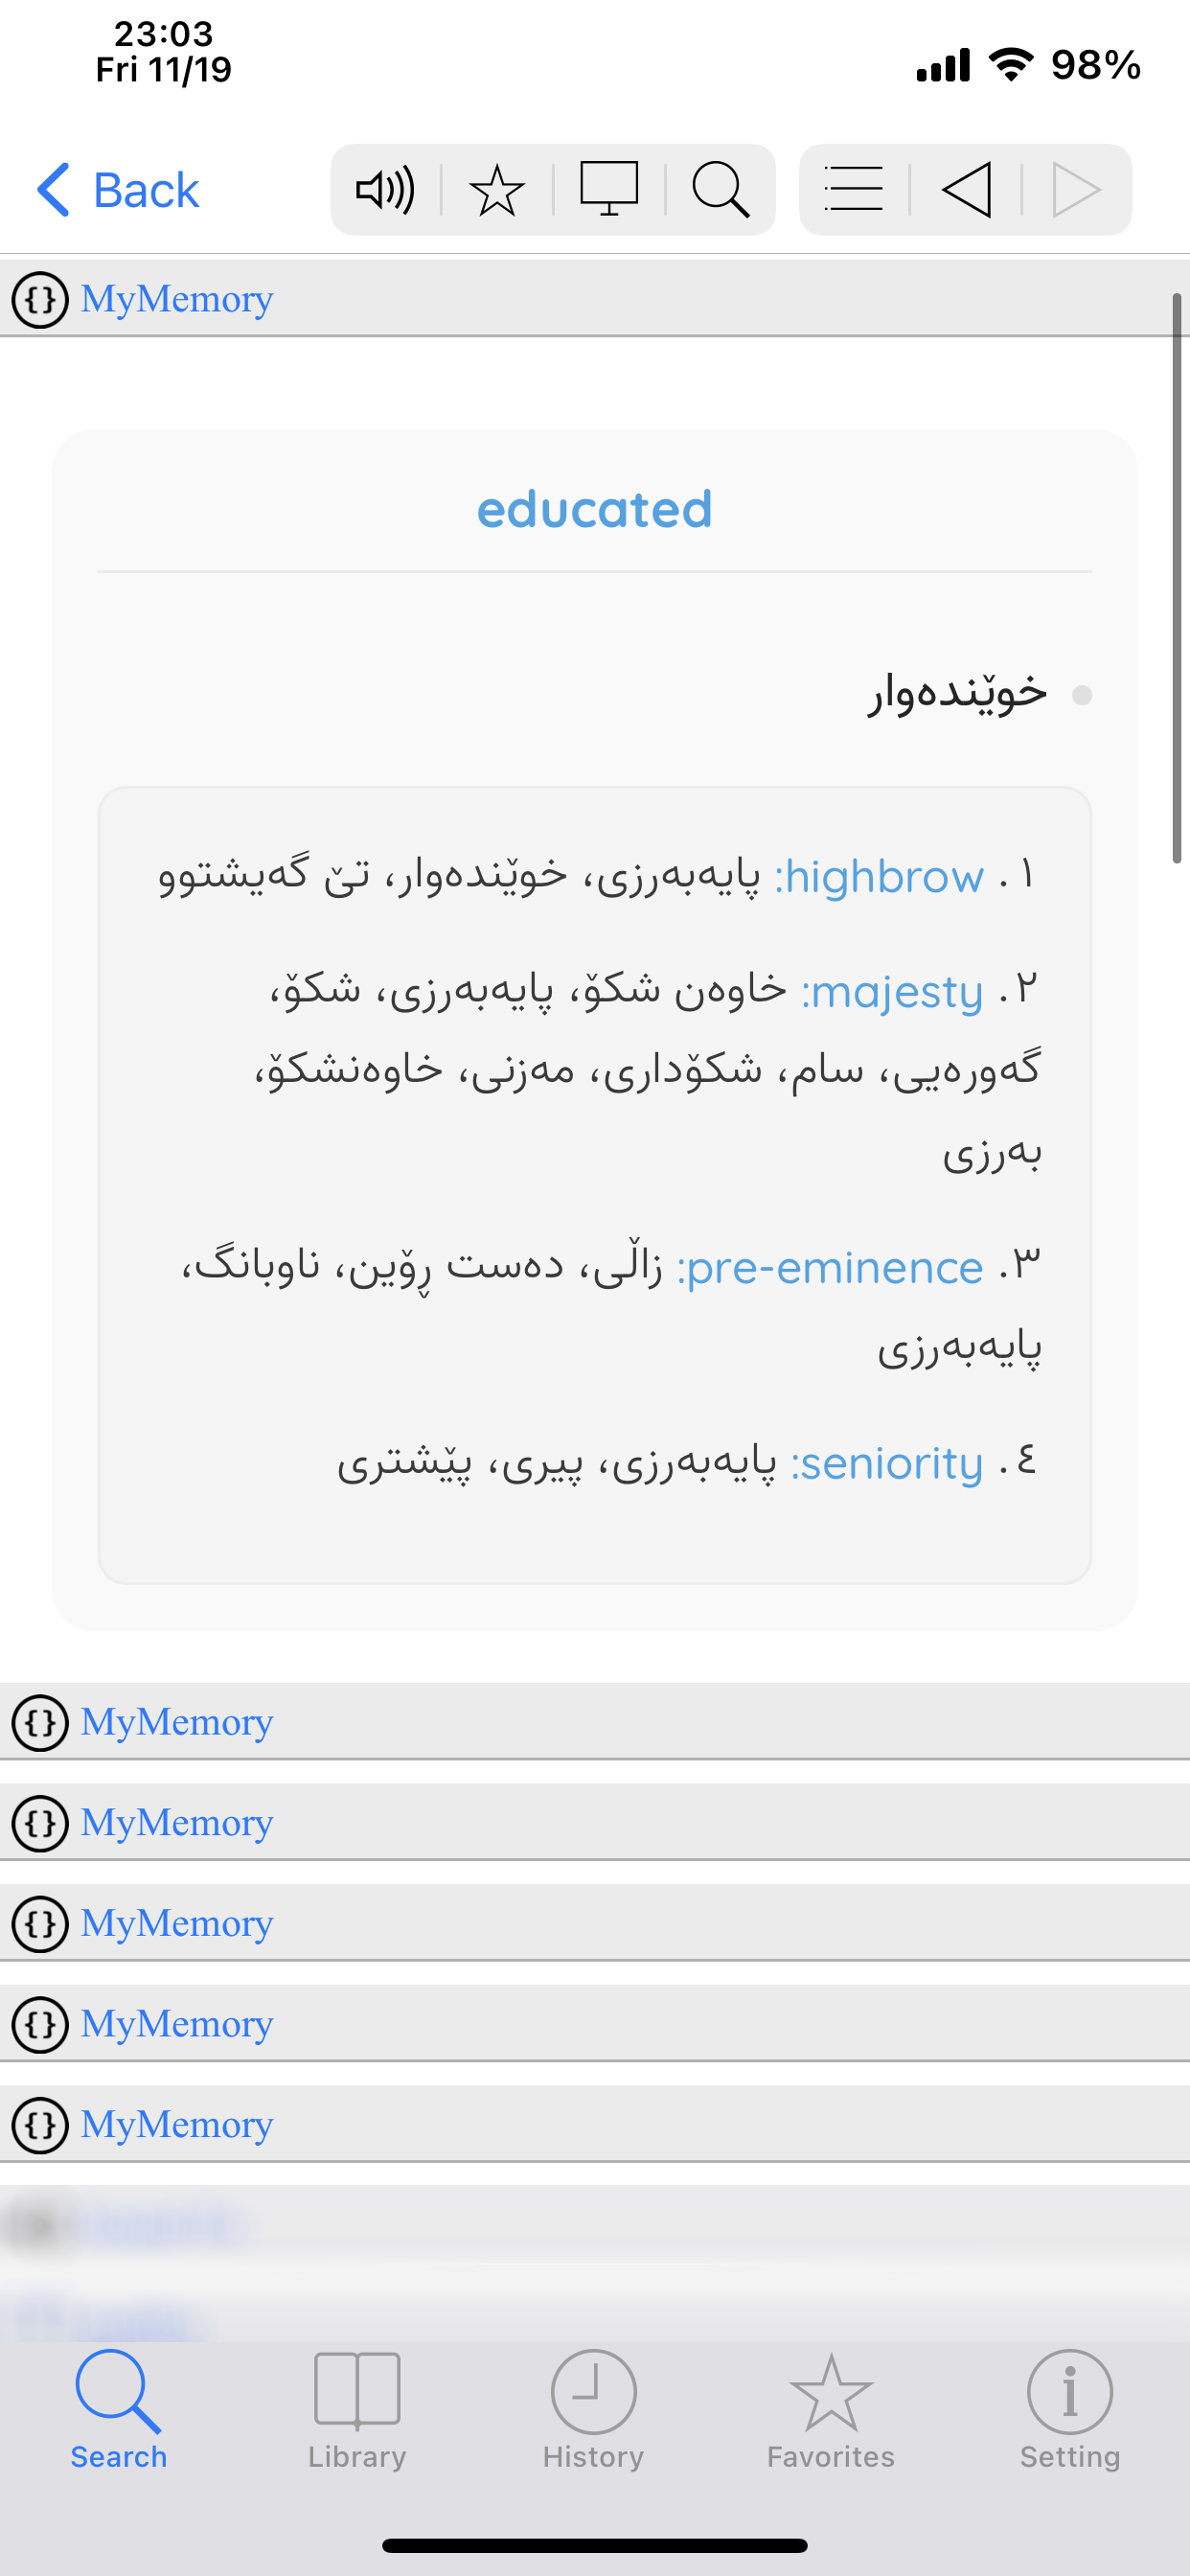 23:03
Fri 11/19
98%
Back
MyMemory
educated
خوێندەوار
١. highbrow: پایەبەرزی، خوێندەوار، تێ گەیشتوو
٢. majesty: خاوەن شکۆ، پایەبەرزی، شکۆ،
گەورەیی، سام، شکۆداری، مەزنی، خاوەنشکۆ،
بەرزی
٣. pre-eminence: زاڵی، دەست ڕۆین، ناوبانگ،
پایەبەرزی
٤. seniority: پایەبەرزی، پیری، پێشتری
MyMemory
MyMemory
MyMemory
MyMemory
MyMemory
Search
Library
History
Favorites
Setting